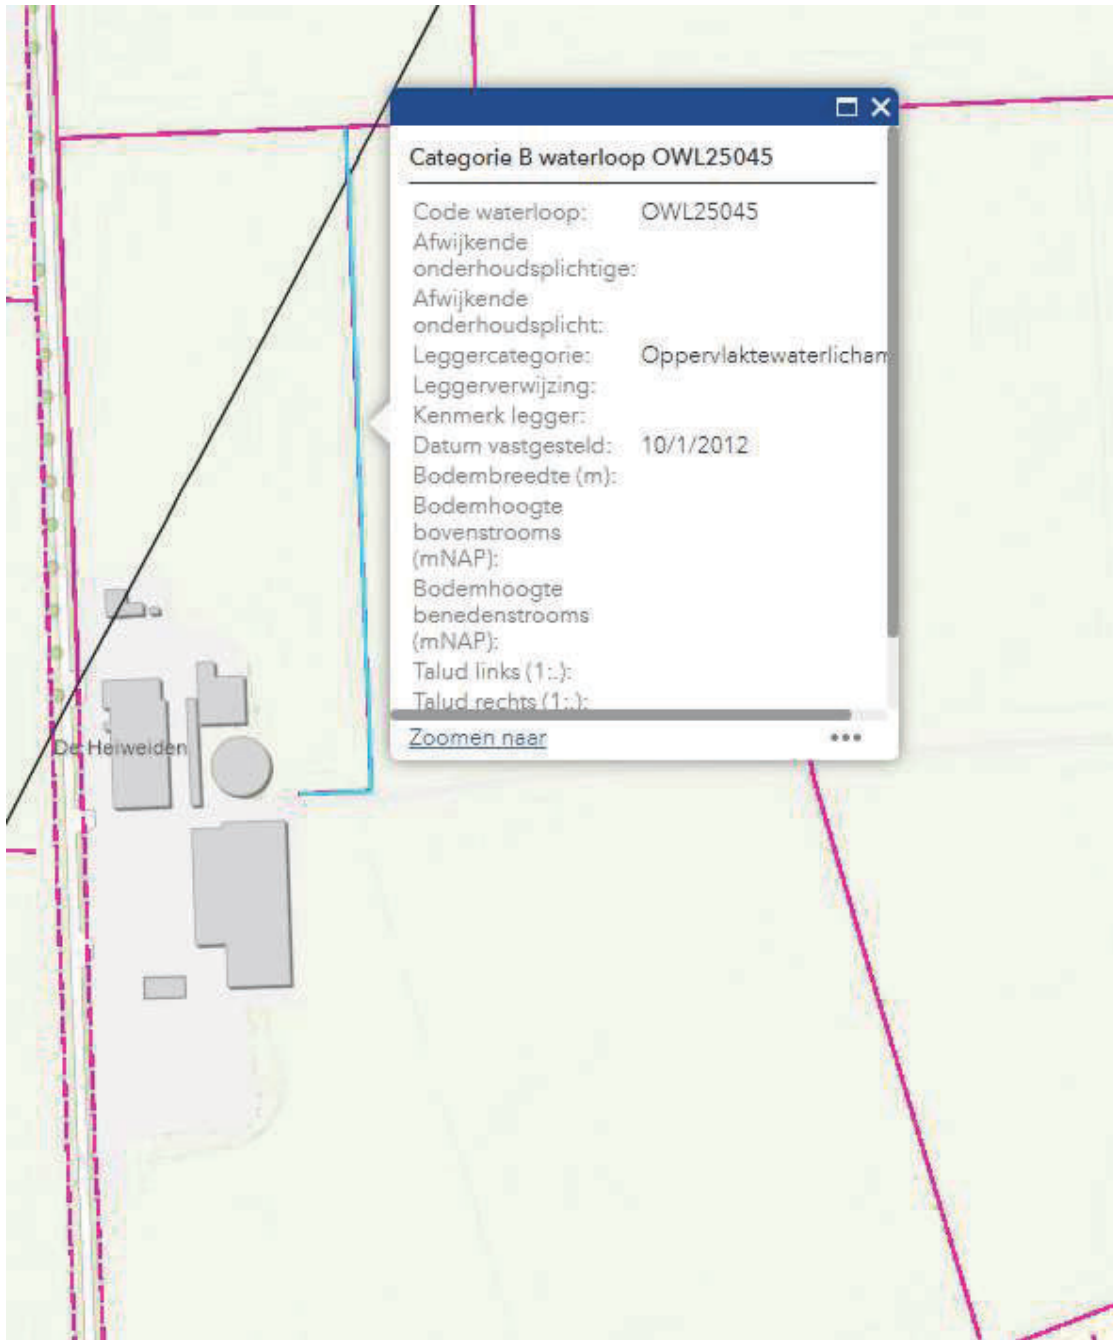 Categorie B waterloop OWL25045
Code waterloop: OWL25045
Afwijkende
onderhoudsplichtige:
Afwijkende
onderhoudsplicht:
Leggercategorie: Oppervlaktewaterlicham
Leggerverwijzing:
Kenmerk legger:
Datum vastgesteld: 10/1/2012
Bodembreedte (m):
Bodemhoogte
bovenstrooms
(mNAP):
Bodemhoogte
benedenstrooms
(mNAP):
Talud links (1:.):
Talud rechts (1:.):
Zoomen naar
De Heiweiden